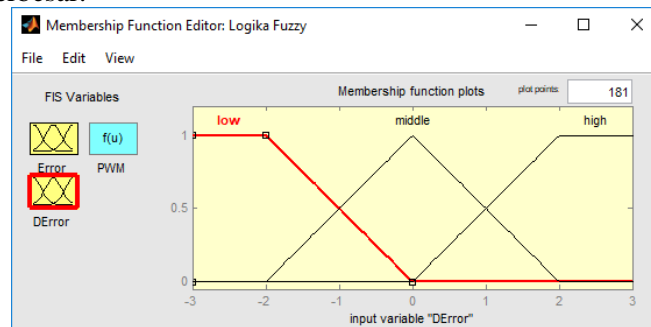 Membership Function Editor: Logika Fuzzy
File Edit View
FIS Variables
Membership function plots
plot points:
181
f(u)
Error
PWM
DError
low
middle
high
1
0.5
0
-3 -2 -1 0 1 2 3
input variable "DError"